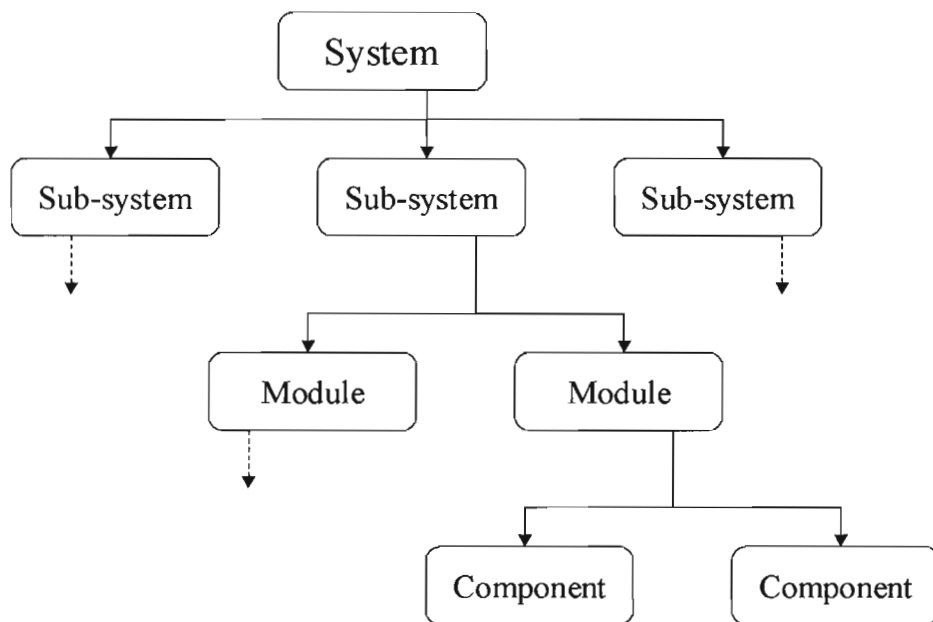 System
Sub-system
Sub-system
Sub-system
Module
Module
Component
Component